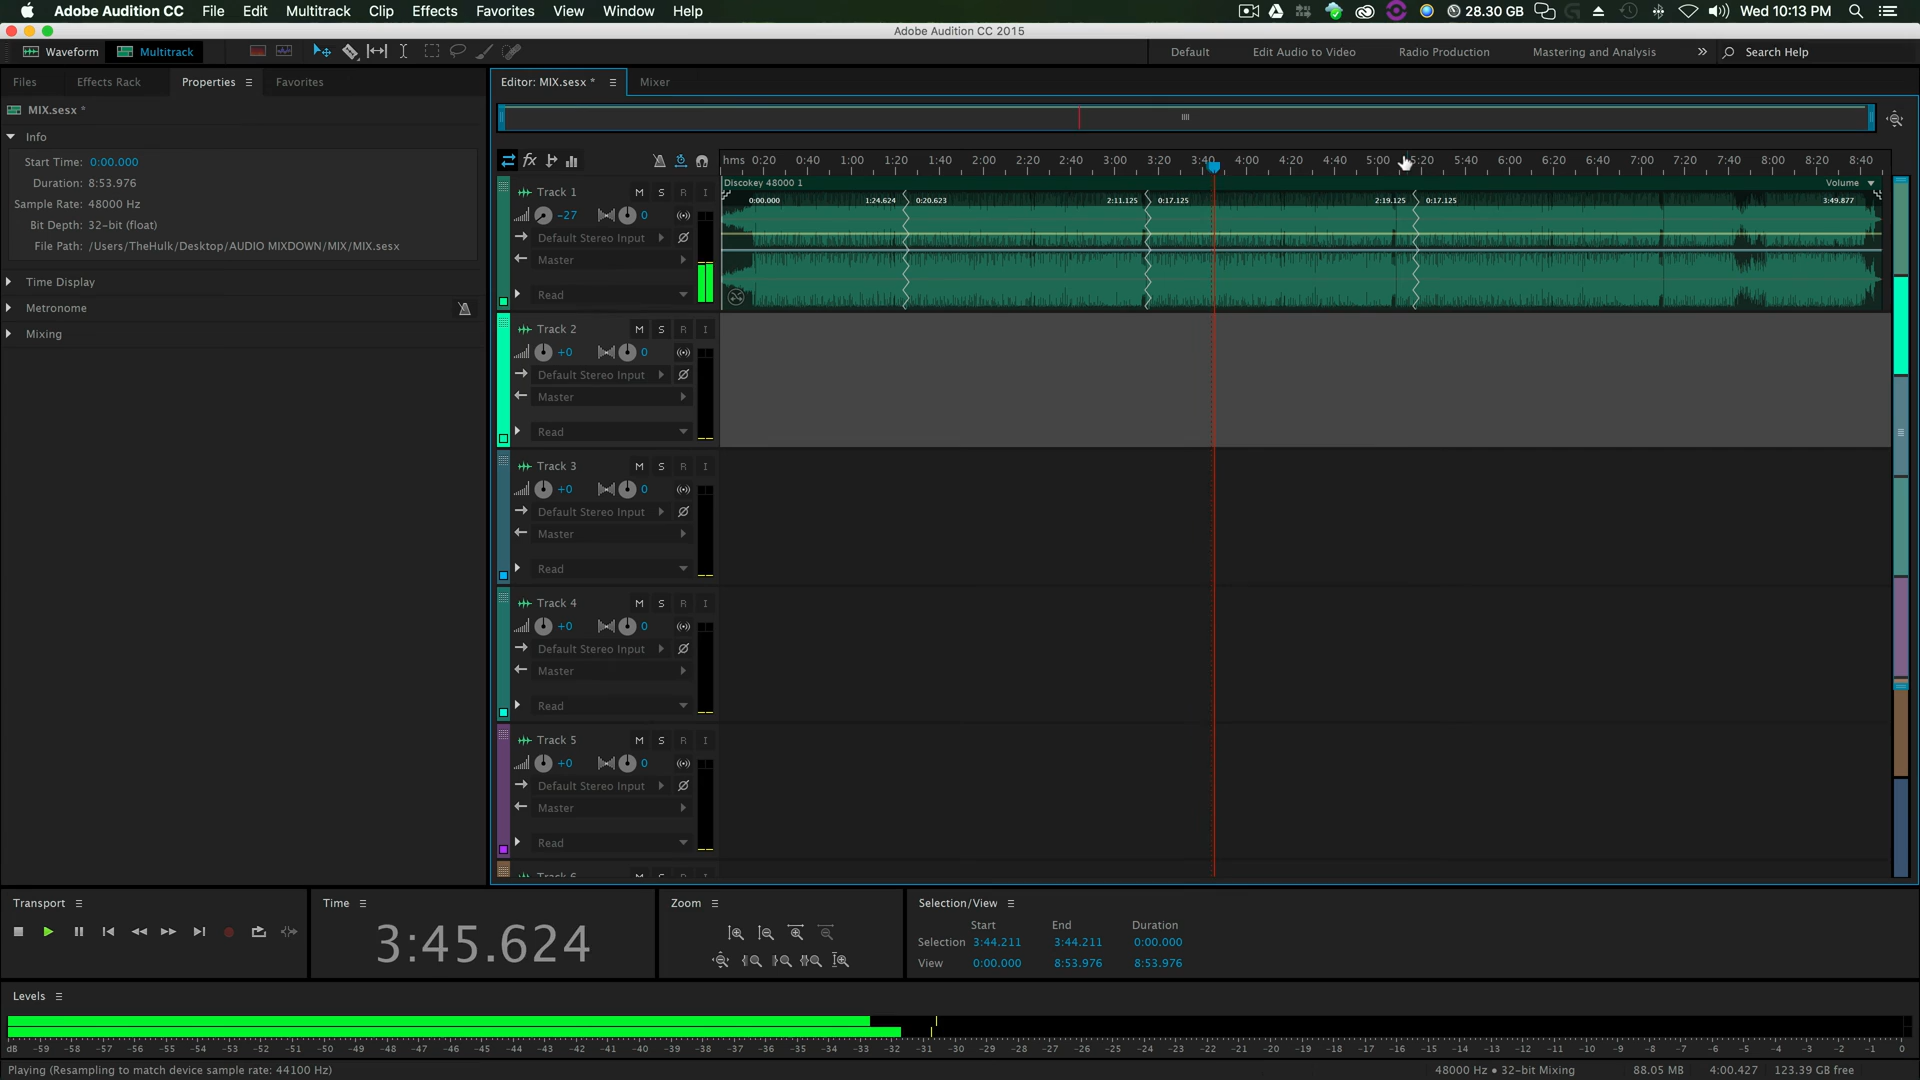 Adobe Audition CC File Edit Multitrack Clip Effects Favorites View Window Help 28.30 GB Wed 10:13 PM
Adobe Audition CC 2015
Waveform Multitrack Default Edit Audio to Video Radio Production Mastering and Analysis Search Help
Files Effects Rack Properties Favorites Editor: MIX.sesx * Mixer
MIX.sesx *
Info
Start Time: 0:00.000
Duration: 8:53.976
Sample Rate: 48000 Hz
Bit Depth: 32-bit (float)
File Path: /Users/TheHulk/Desktop/AUDIO MIXDOWN/MIX/MIX.sesx
Time Display
Metronome
Mixing
fx hms 0:20 0:40 1:00 1:20 1:40 2:00 2:20 2:40 3:00 3:20 3:40 4:00 4:20 4:40 5:00 5:20 5:40 6:00 6:20 6:40 7:00 7:20 7:40 8:00 8:20 8:40
Discokey 48000 1 Volume
0:00.000 1:24.624 0:20.623 2:11.125 0:17.125 2:19.125 0:17.125 3:49.877
Track 1 M S R I
-27 0
Default Stereo Input
Master
Read
Track 2 M S R I
+0 0
Default Stereo Input
Master
Read
Track 3 M S R I
+0 0
Default Stereo Input
Master
Read
Track 4 M S R I
+0 0
Default Stereo Input
Master
Read
Track 5 M S R I
+0 0
Default Stereo Input
Master
Read
Transport Time Zoom Selection/View
3:45.624
Start End Duration
Selection 3:44.211 3:44.211 0:00.000
View 0:00.000 8:53.976 8:53.976
Levels
dB -59 -58 -57 -56 -55 -54 -53 -52 -51 -50 -49 -48 -47 -46 -45 -44 -43 -42 -41 -40 -39 -38 -37 -36 -35 -34 -33 -32 -31 -30 -29 -28 -27 -26 -25 -24 -23 -22 -21 -20 -19 -18 -17 -16 -15 -14 -13 -12 -11 -10 -9 -8 -7 -6 -5 -4 -3 -2 -1 0
Playing (Resampling to match device sample rate: 44100 Hz) 48000 Hz • 32-bit Mixing 88.05 MB 4:00.427 123.39 GB free